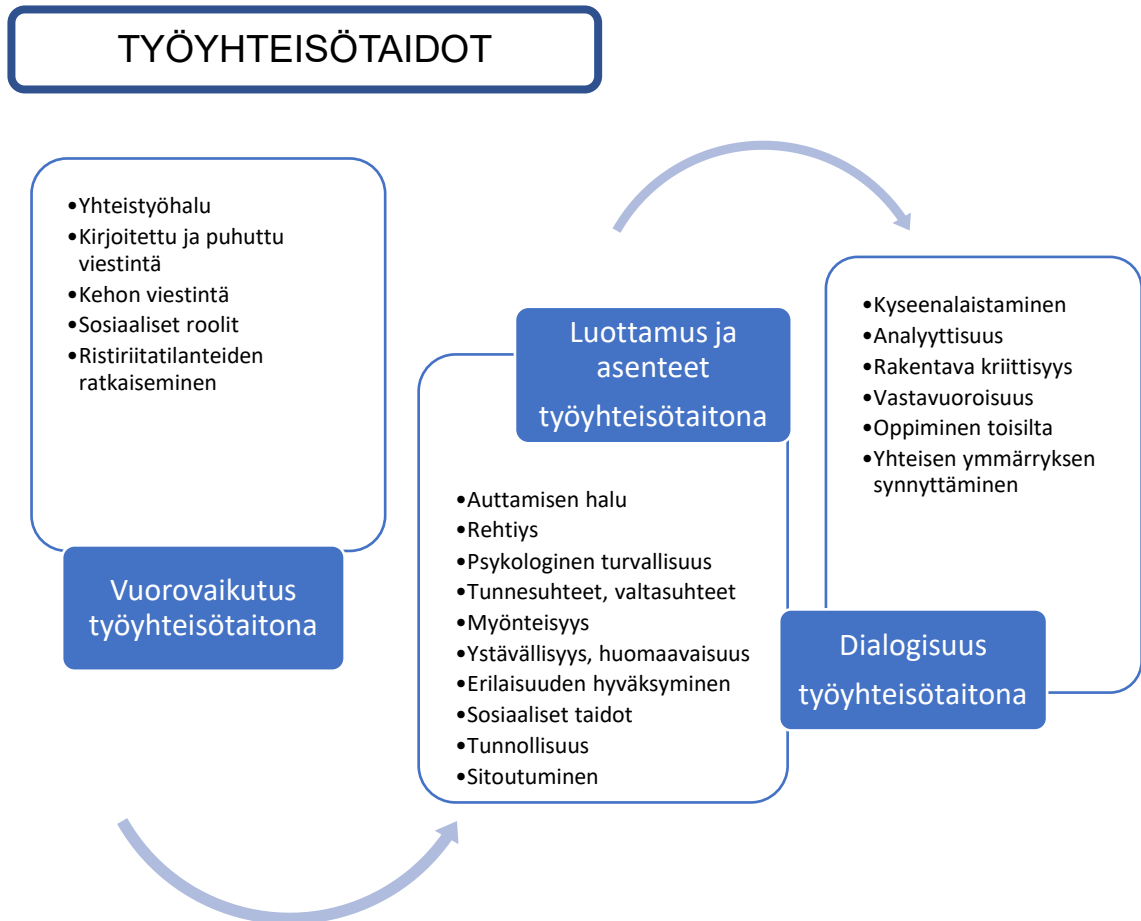 TYÖYHTEISÖTAIDOT
•Yhteistyöhalu
•Kirjoitettu ja puhuttu
viestintä
•Kehon viestintä
•Sosiaaliset roolit
•Ristiriitatilanteiden
ratkaiseminen
Vuorovaikutus
työyhteisötaitona
Luottamus ja
asenteet
työyhteisötaitona
•Auttamisen halu
•Rehtiys
•Psykologinen turvallisuus
•Tunnesuhteet, valtasuhteet
•Myönteisyys
•Ystävällisyys, huomaavaisuus
•Erilaisuuden hyväksyminen
•Sosiaaliset taidot
•Tunnollisuus
•Sitoutuminen
•Kyseenalaistaminen
•Analyyttisuus
•Rakentava kriittisyys
•Vastavuoroisuus
•Oppiminen toisilta
•Yhteisen ymmärryksen
synnyttäminen
Dialogisuus
työyhteisötaitona